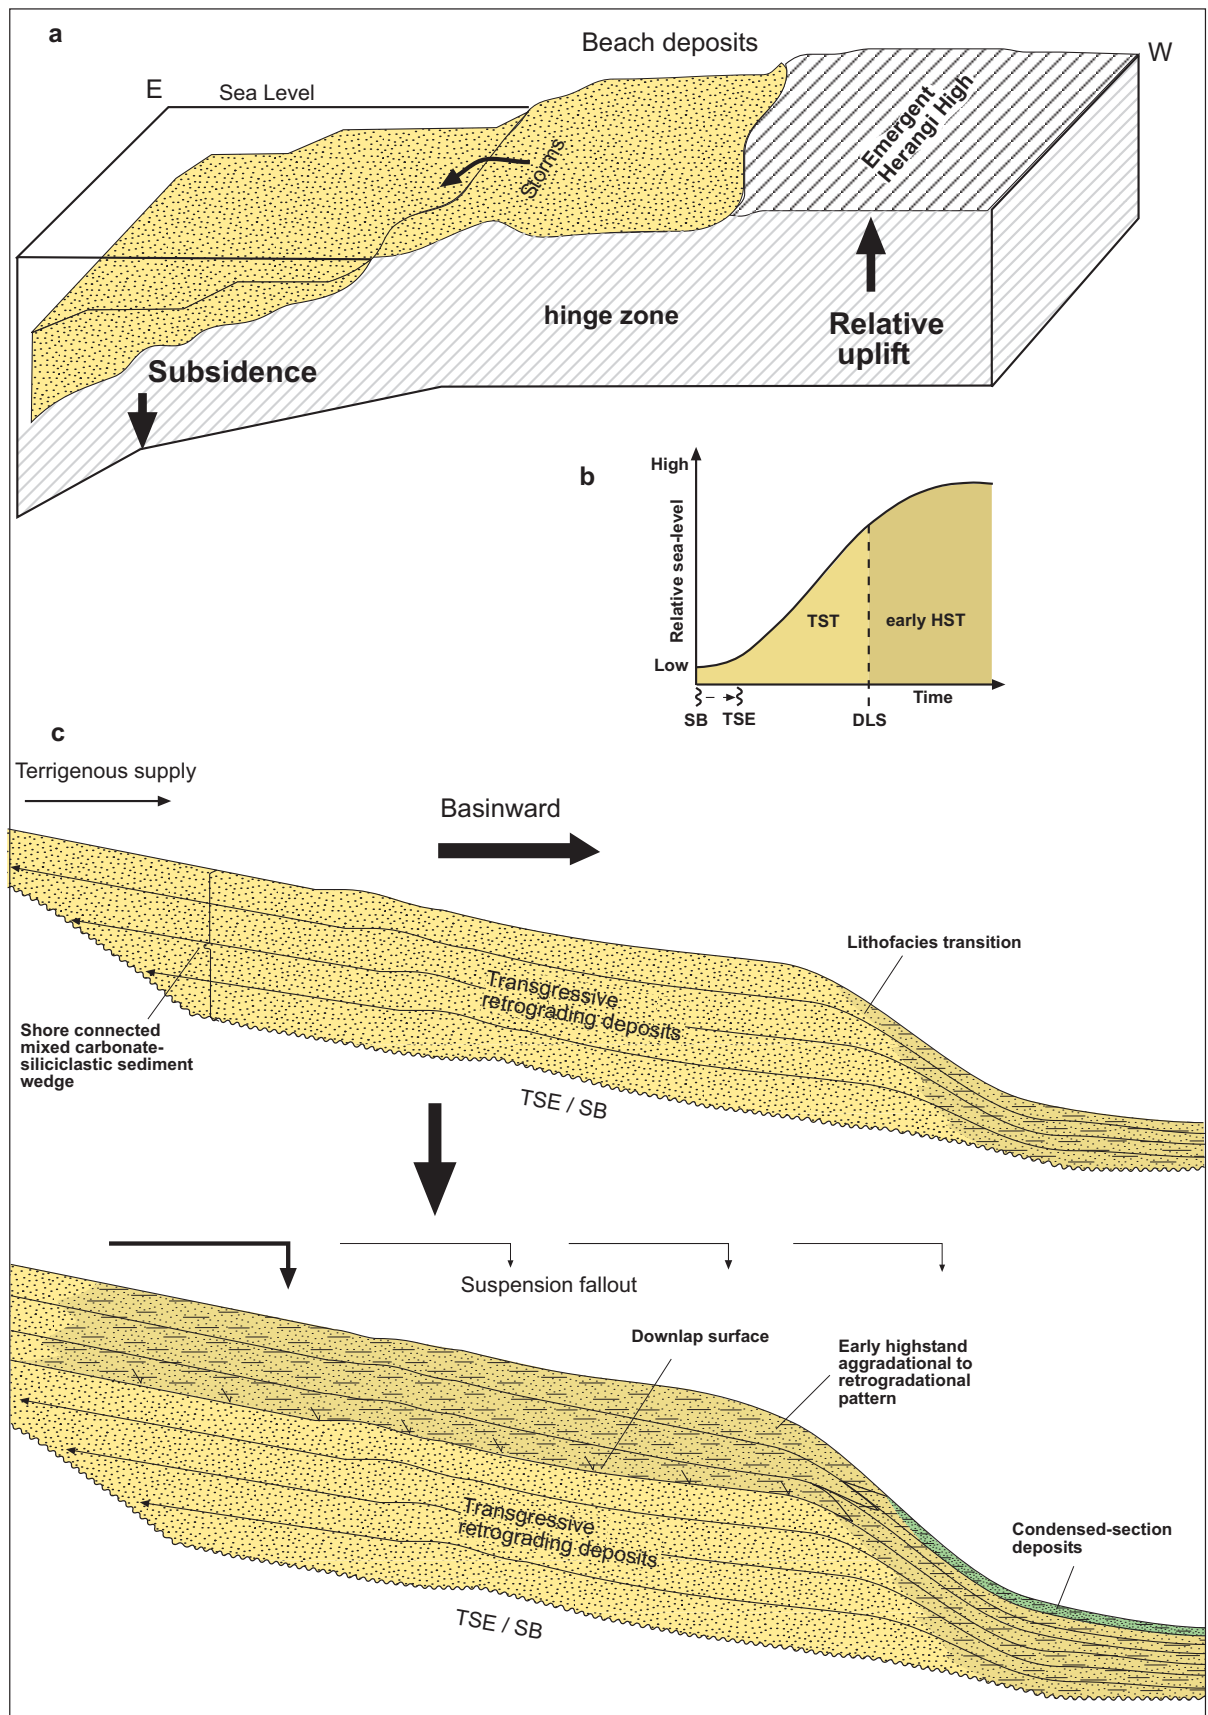 a
Beach deposits
W
E
Sea Level
Emergent
Herangi High
Storms
hinge zone
Relative
uplift
Subsidence
b
High
Relative sea-level
TST
early HST
Low
Time
SB
TSE
DLS
c
Terrigenous supply
Basinward
Lithofacies transition
Transgressive
retrograding deposits
Shore connected
mixed carbonate-
siliciclastic sediment
wedge
TSE / SB
Suspension fallout
Downlap surface
Early highstand
aggradational to
retrogradational
pattern
Transgressive
retrograding deposits
Condensed-section
deposits
TSE / SB